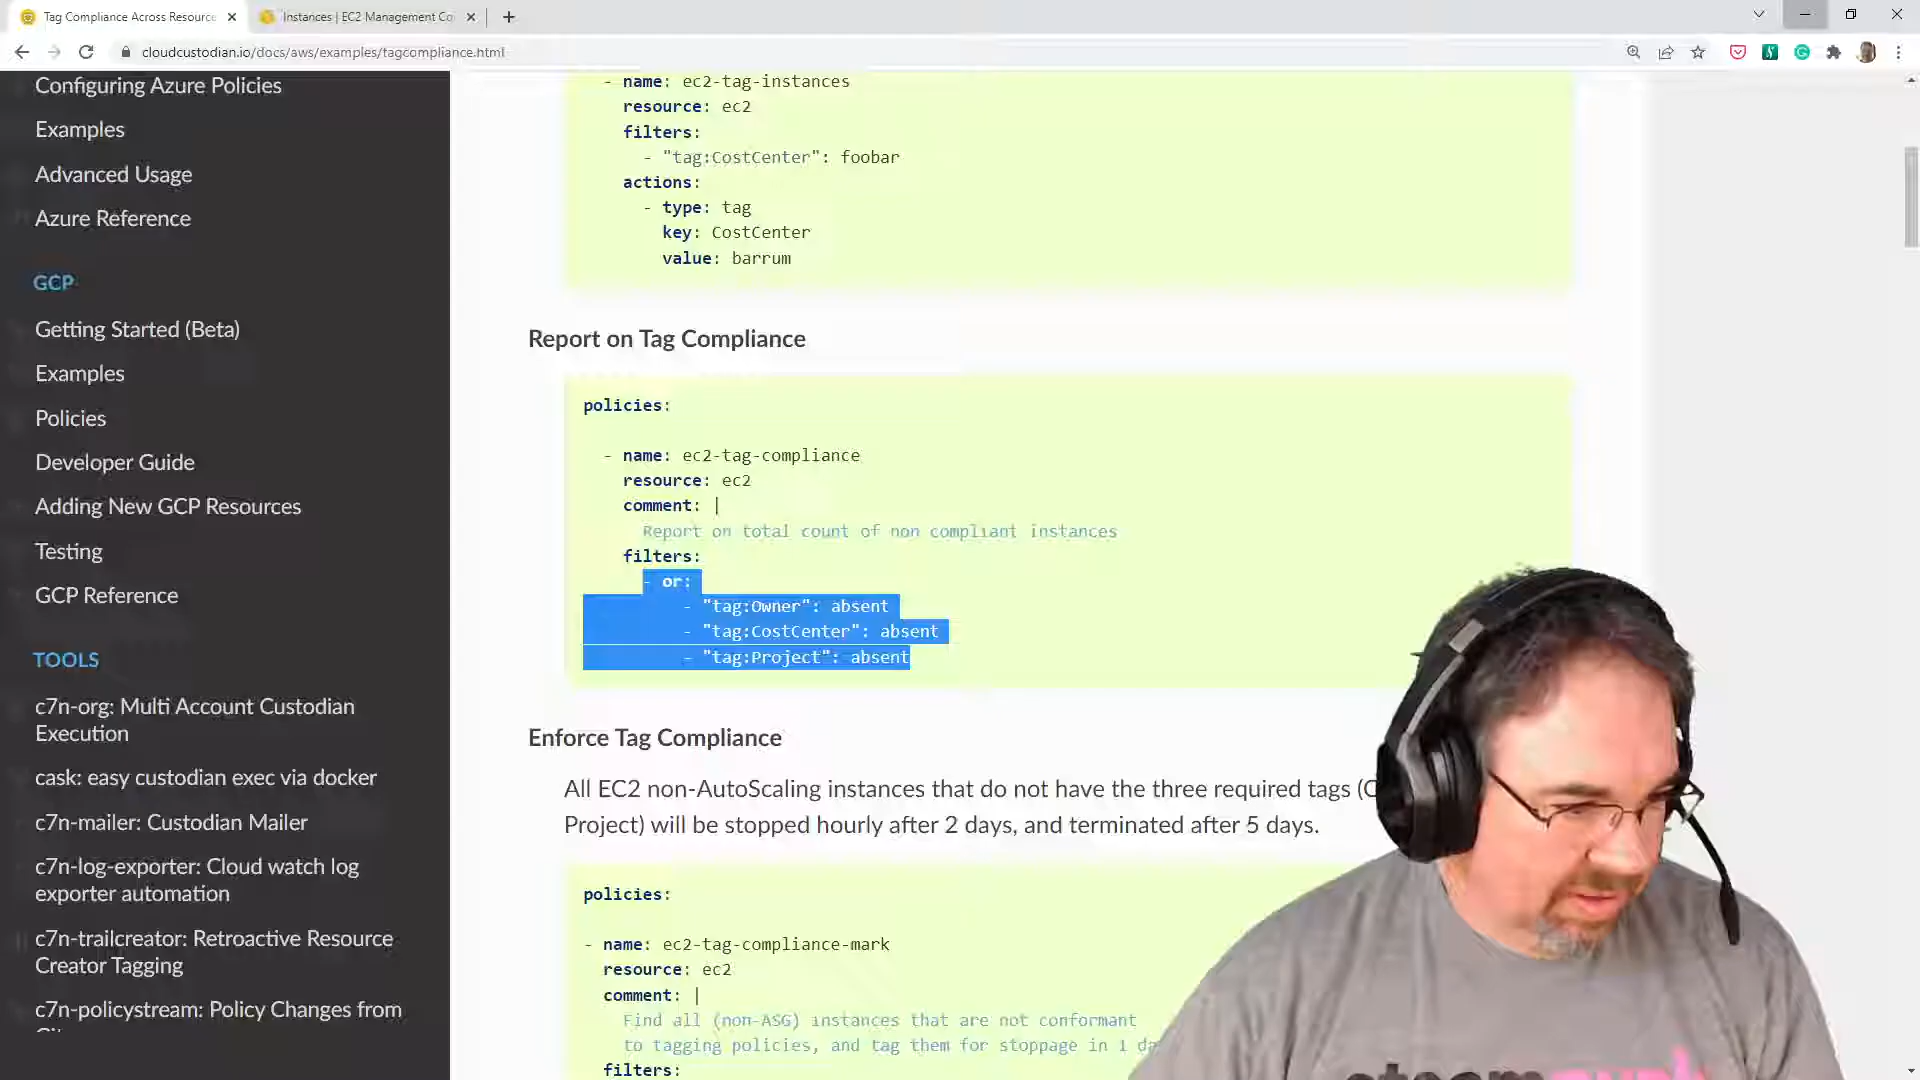 Tag Compliance Across Resource
Instances | EC2 Management Co
cloudcustodian.io/docs/aws/examples/tagcompliance.html
Configuring Azure Policies
Examples
Advanced Usage
Azure Reference
GCP
Getting Started (Beta)
Examples
Policies
Developer Guide
Adding New GCP Resources
Testing
GCP Reference
TOOLS
c7n-org: Multi Account Custodian
Execution
cask: easy custodian exec via docker
c7n-mailer: Custodian Mailer
c7n-log-exporter: Cloud watch log
exporter automation
c7n-trailcreator: Retroactive Resource
Creator Tagging
c7n-policystream: Policy Changes from
- name: ec2-tag-instances
resource: ec2
filters:
- "tag:CostCenter": foobar
actions:
- type: tag
key: CostCenter
value: barrum
Report on Tag Compliance
policies:
- name: ec2-tag-compliance
resource: ec2
comment: |
Report on total count of non compliant instances
filters:
- or:
- "tag:Owner": absent
- "tag:CostCenter": absent
- "tag:Project": absent
Enforce Tag Compliance
All EC2 non-AutoScaling instances that do not have the three required tags (
Project) will be stopped hourly after 2 days, and terminated after 5 days.
policies:
- name: ec2-tag-compliance-mark
resource: ec2
comment: |
Find all (non-ASG) instances that are not conformant
to tagging policies, and tag them for stoppage in 1 da
filters: